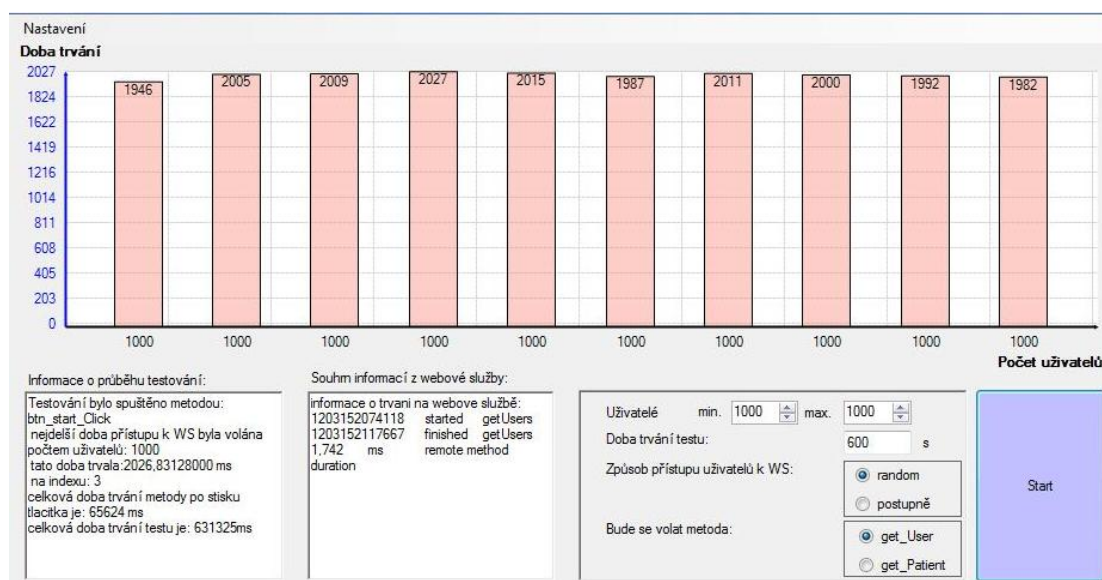 Nastavení
Doba trvání
2027
1824
1622
1419
1216
1014
811
608
405
203
0
1946 2005 2009 2027 2015 1987 2011 2000 1992 1982
1000 1000 1000 1000 1000 1000 1000 1000 1000 1000
Počet uživatelů
Informace o průběhu testování:
Testování bylo spuštěno metodou:
btn_start_Click
nejdelší doba přístupu k WS byla volána
počtem uživatelů: 1000
tato doba trvala:2026,83128000 ms
na indexu: 3
celková doba trvání metody po stisku
tlacitka je: 65624 ms
celková doba trvání testu je: 631325ms
Souhrn informací z webové služby:
informace o trvani na webove službě:
1203152074118 started getUsers
1203152117667 finished getUsers
1,742 ms remote method
duration
Uživatelé min. 1000 max. 1000
Doba trvání testu: 600 s
Způsob přístupu uživatelů k WS:
random
postupně
Bude se volat metoda:
get_User
get_Patient
Start